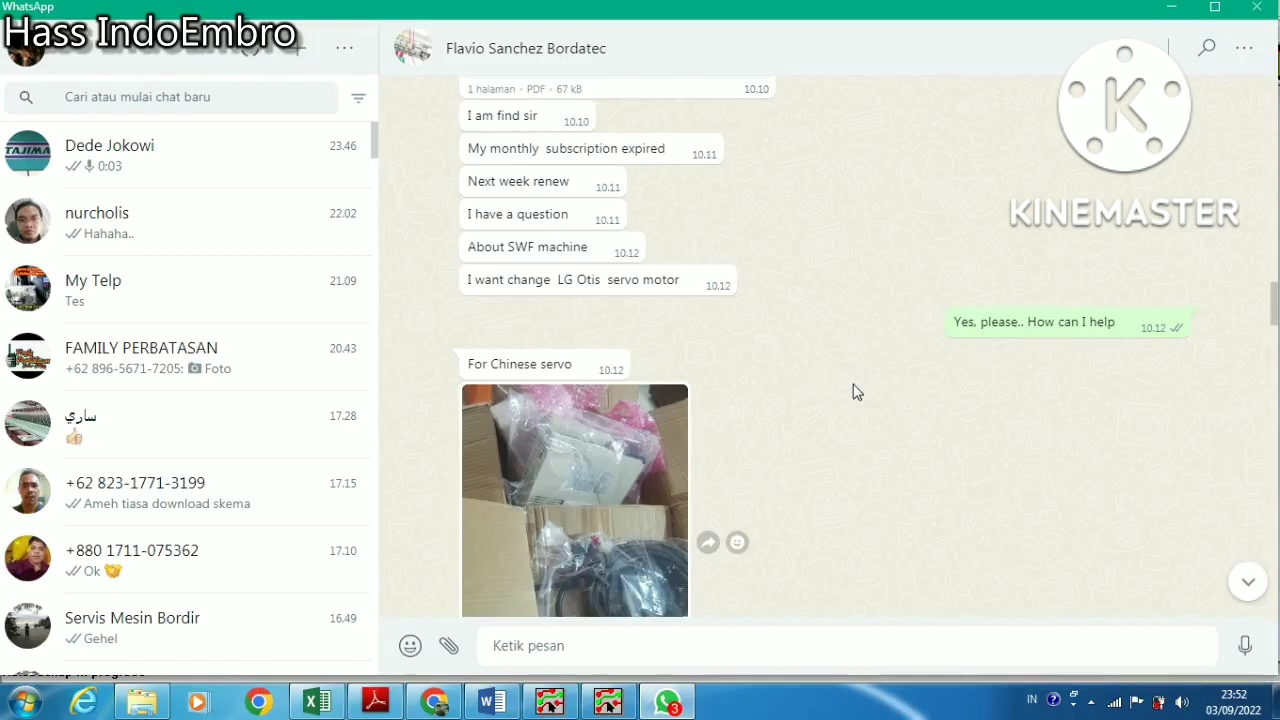 WhatsApp
Hass IndoEmbro
Flavio Sanchez Bordatec
Cari atau mulai chat baru
Dede Jokowi 23.46
0:03
nurcholis 22.02
Hahaha..
My Telp 21.09
Tes
FAMILY PERBATASAN 20.43
+62 896-5671-7205: Foto
ساري 17.28
+62 823-1771-3199 17.15
Ameh tiasa download skema
+880 1711-075362 17.10
Ok
Servis Mesin Bordir 16.49
Gehel
1 halaman • PDF • 67 kB 10.10
I am find sir 10.10
My monthly subscription expired 10.11
Next week renew 10.11
I have a question 10.11
About SWF machine 10.12
I want change LG Otis servo motor 10.12
Yes, please.. How can I help 10.12
For Chinese servo 10.12
K
KINEMASTER
Ketik pesan
TAJIMA
3
IN
23:52
03/09/2022